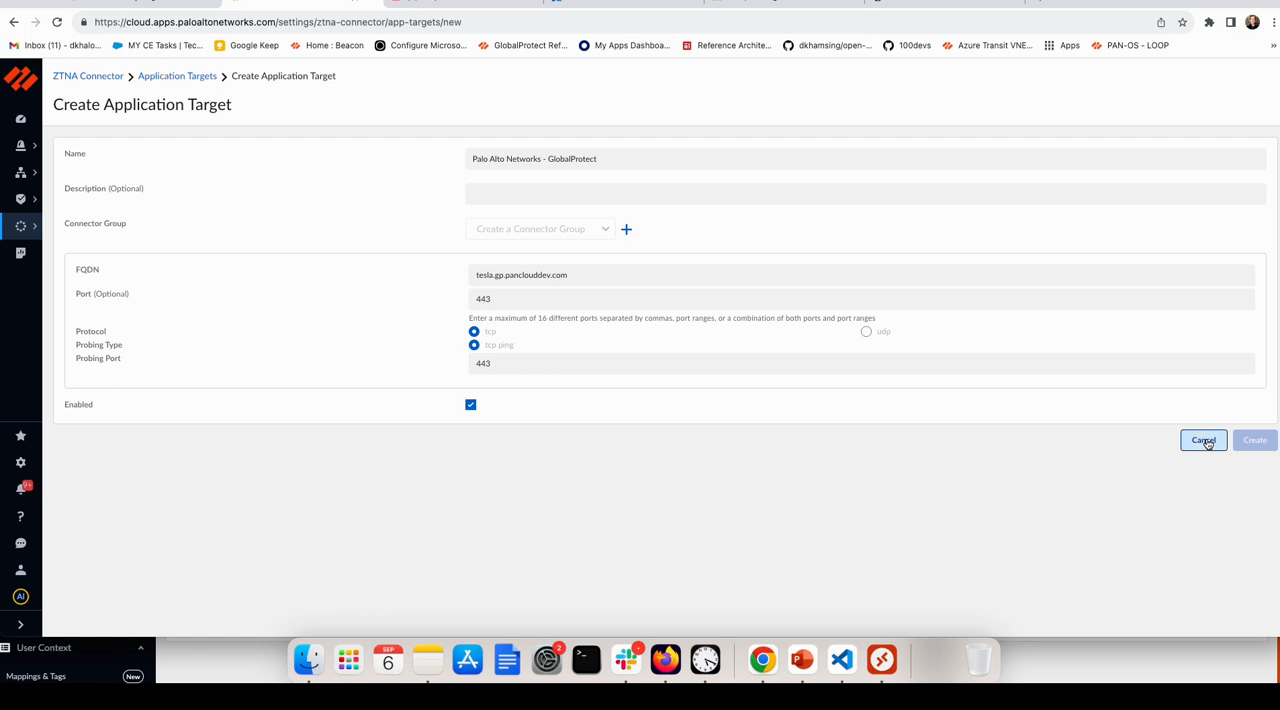 https://cloud.apps.paloaltonetworks.com/settings/ztna-connector/app-targets/new
Inbox (11) - dkhalo... MY CE Tasks | Tec... Google Keep Home : Beacon Configure Microso... GlobalProtect Ref... My Apps Dashboa... Reference Archite... dkhamsing/open-... 100devs Azure Transit VNE... Apps PAN-OS - LOOP »
ZTNA Connector > Application Targets > Create Application Target
Create Application Target
Name
Palo Alto Networks - GlobalProtect
Description (Optional)
Connector Group
Create a Connector Group
FQDN
tesla.gp.panclouddev.com
Port (Optional)
443
Enter a maximum of 16 different ports separated by commas, port ranges, or a combination of both ports and port ranges
Protocol
tcp
udp
Probing Type
tcp ping
Probing Port
443
Enabled
Cancel
Create
9+
AI
User Context
Mappings & Tags
New
SEP
6
2